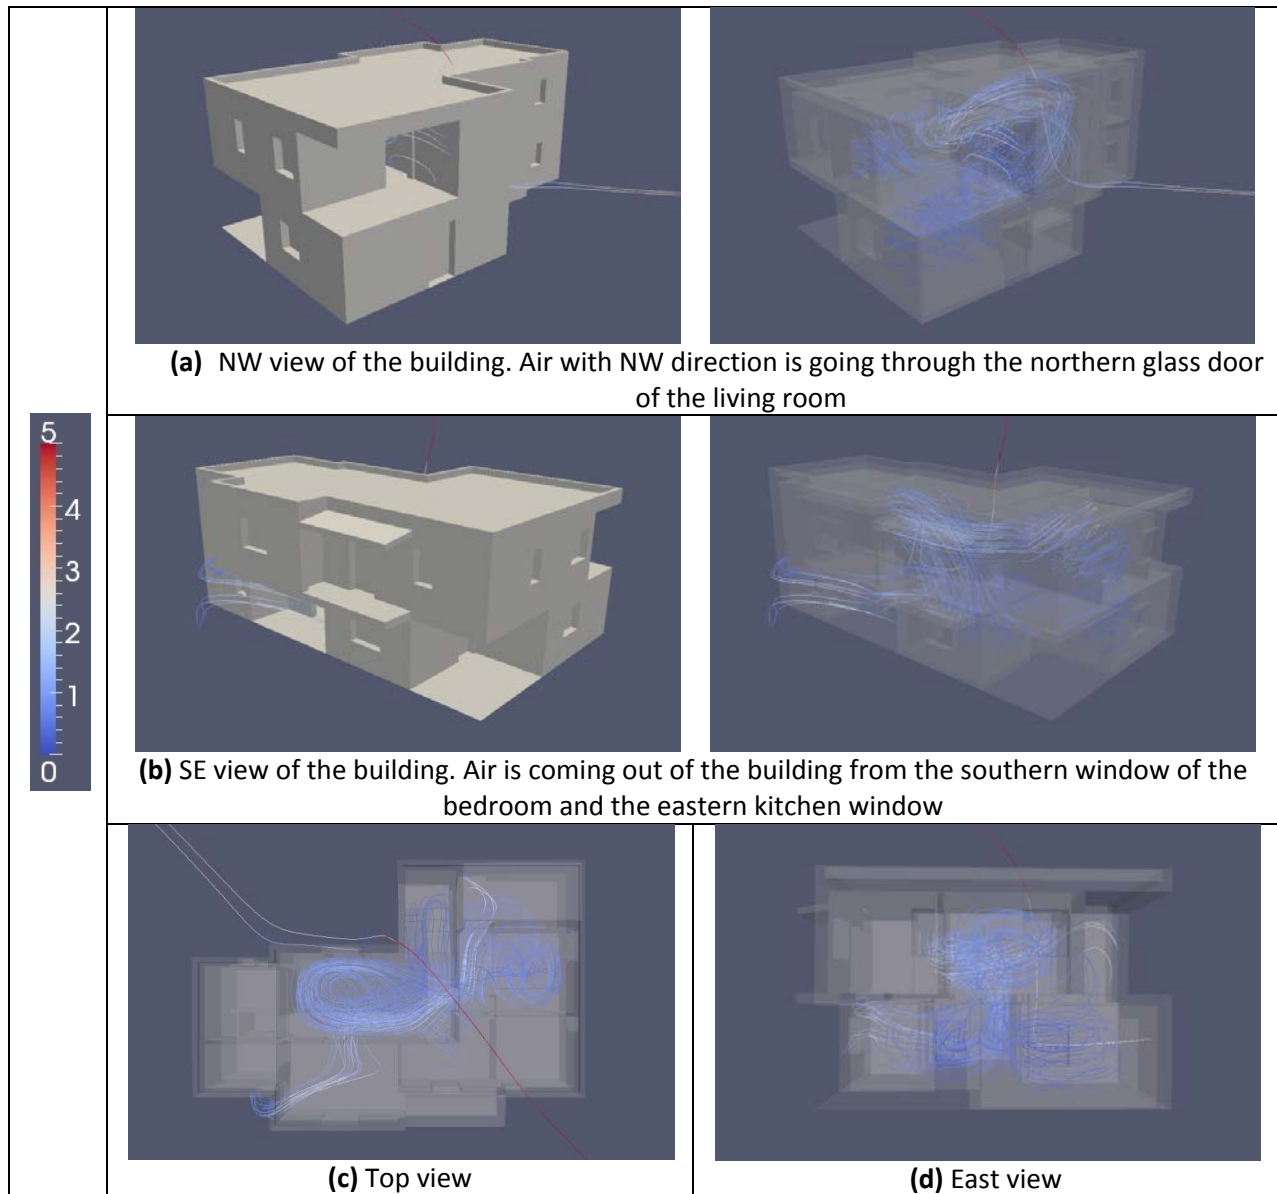 (a) NW view of the building. Air with NW direction is going through the northern glass door
of the living room
5
4
3
2
1
0
(b) SE view of the building. Air is coming out of the building from the southern window of the
bedroom and the eastern kitchen window
(c) Top view
(d) East view